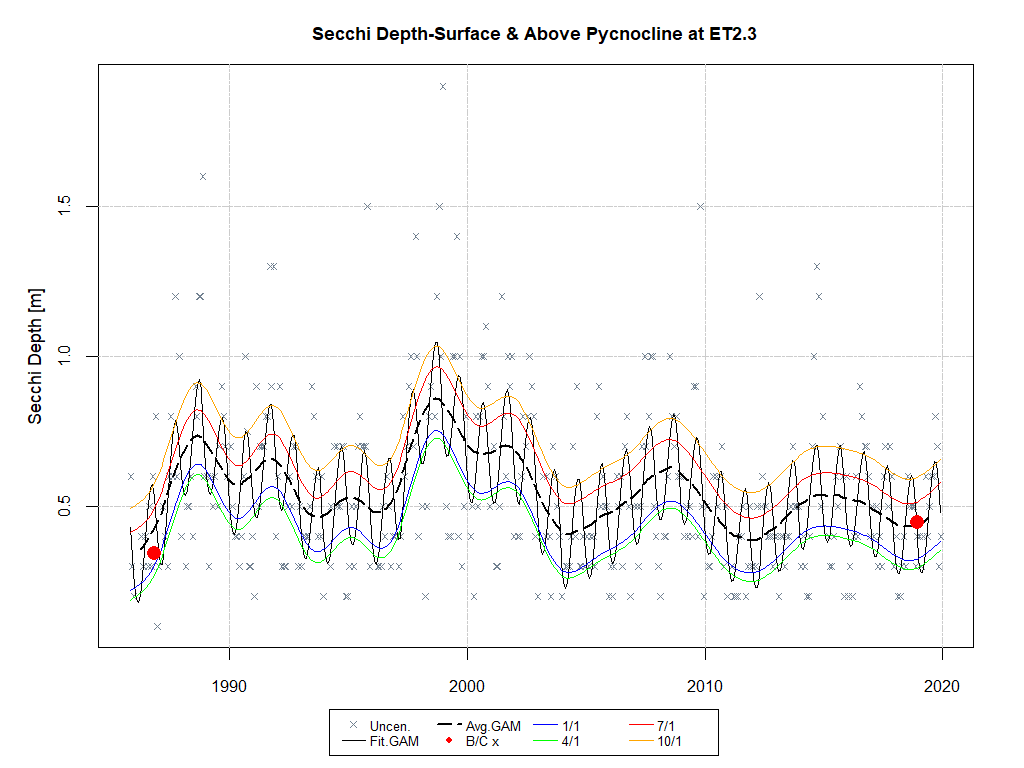 Secchi Depth-Surface & Above Pycnocline at ET2.3
Secchi Depth [m]
1.5
1.0
0.5
1990 2000 2010 2020
Uncen. Avg.GAM 1/1 7/1
Fit.GAM B/C x 4/1 10/1